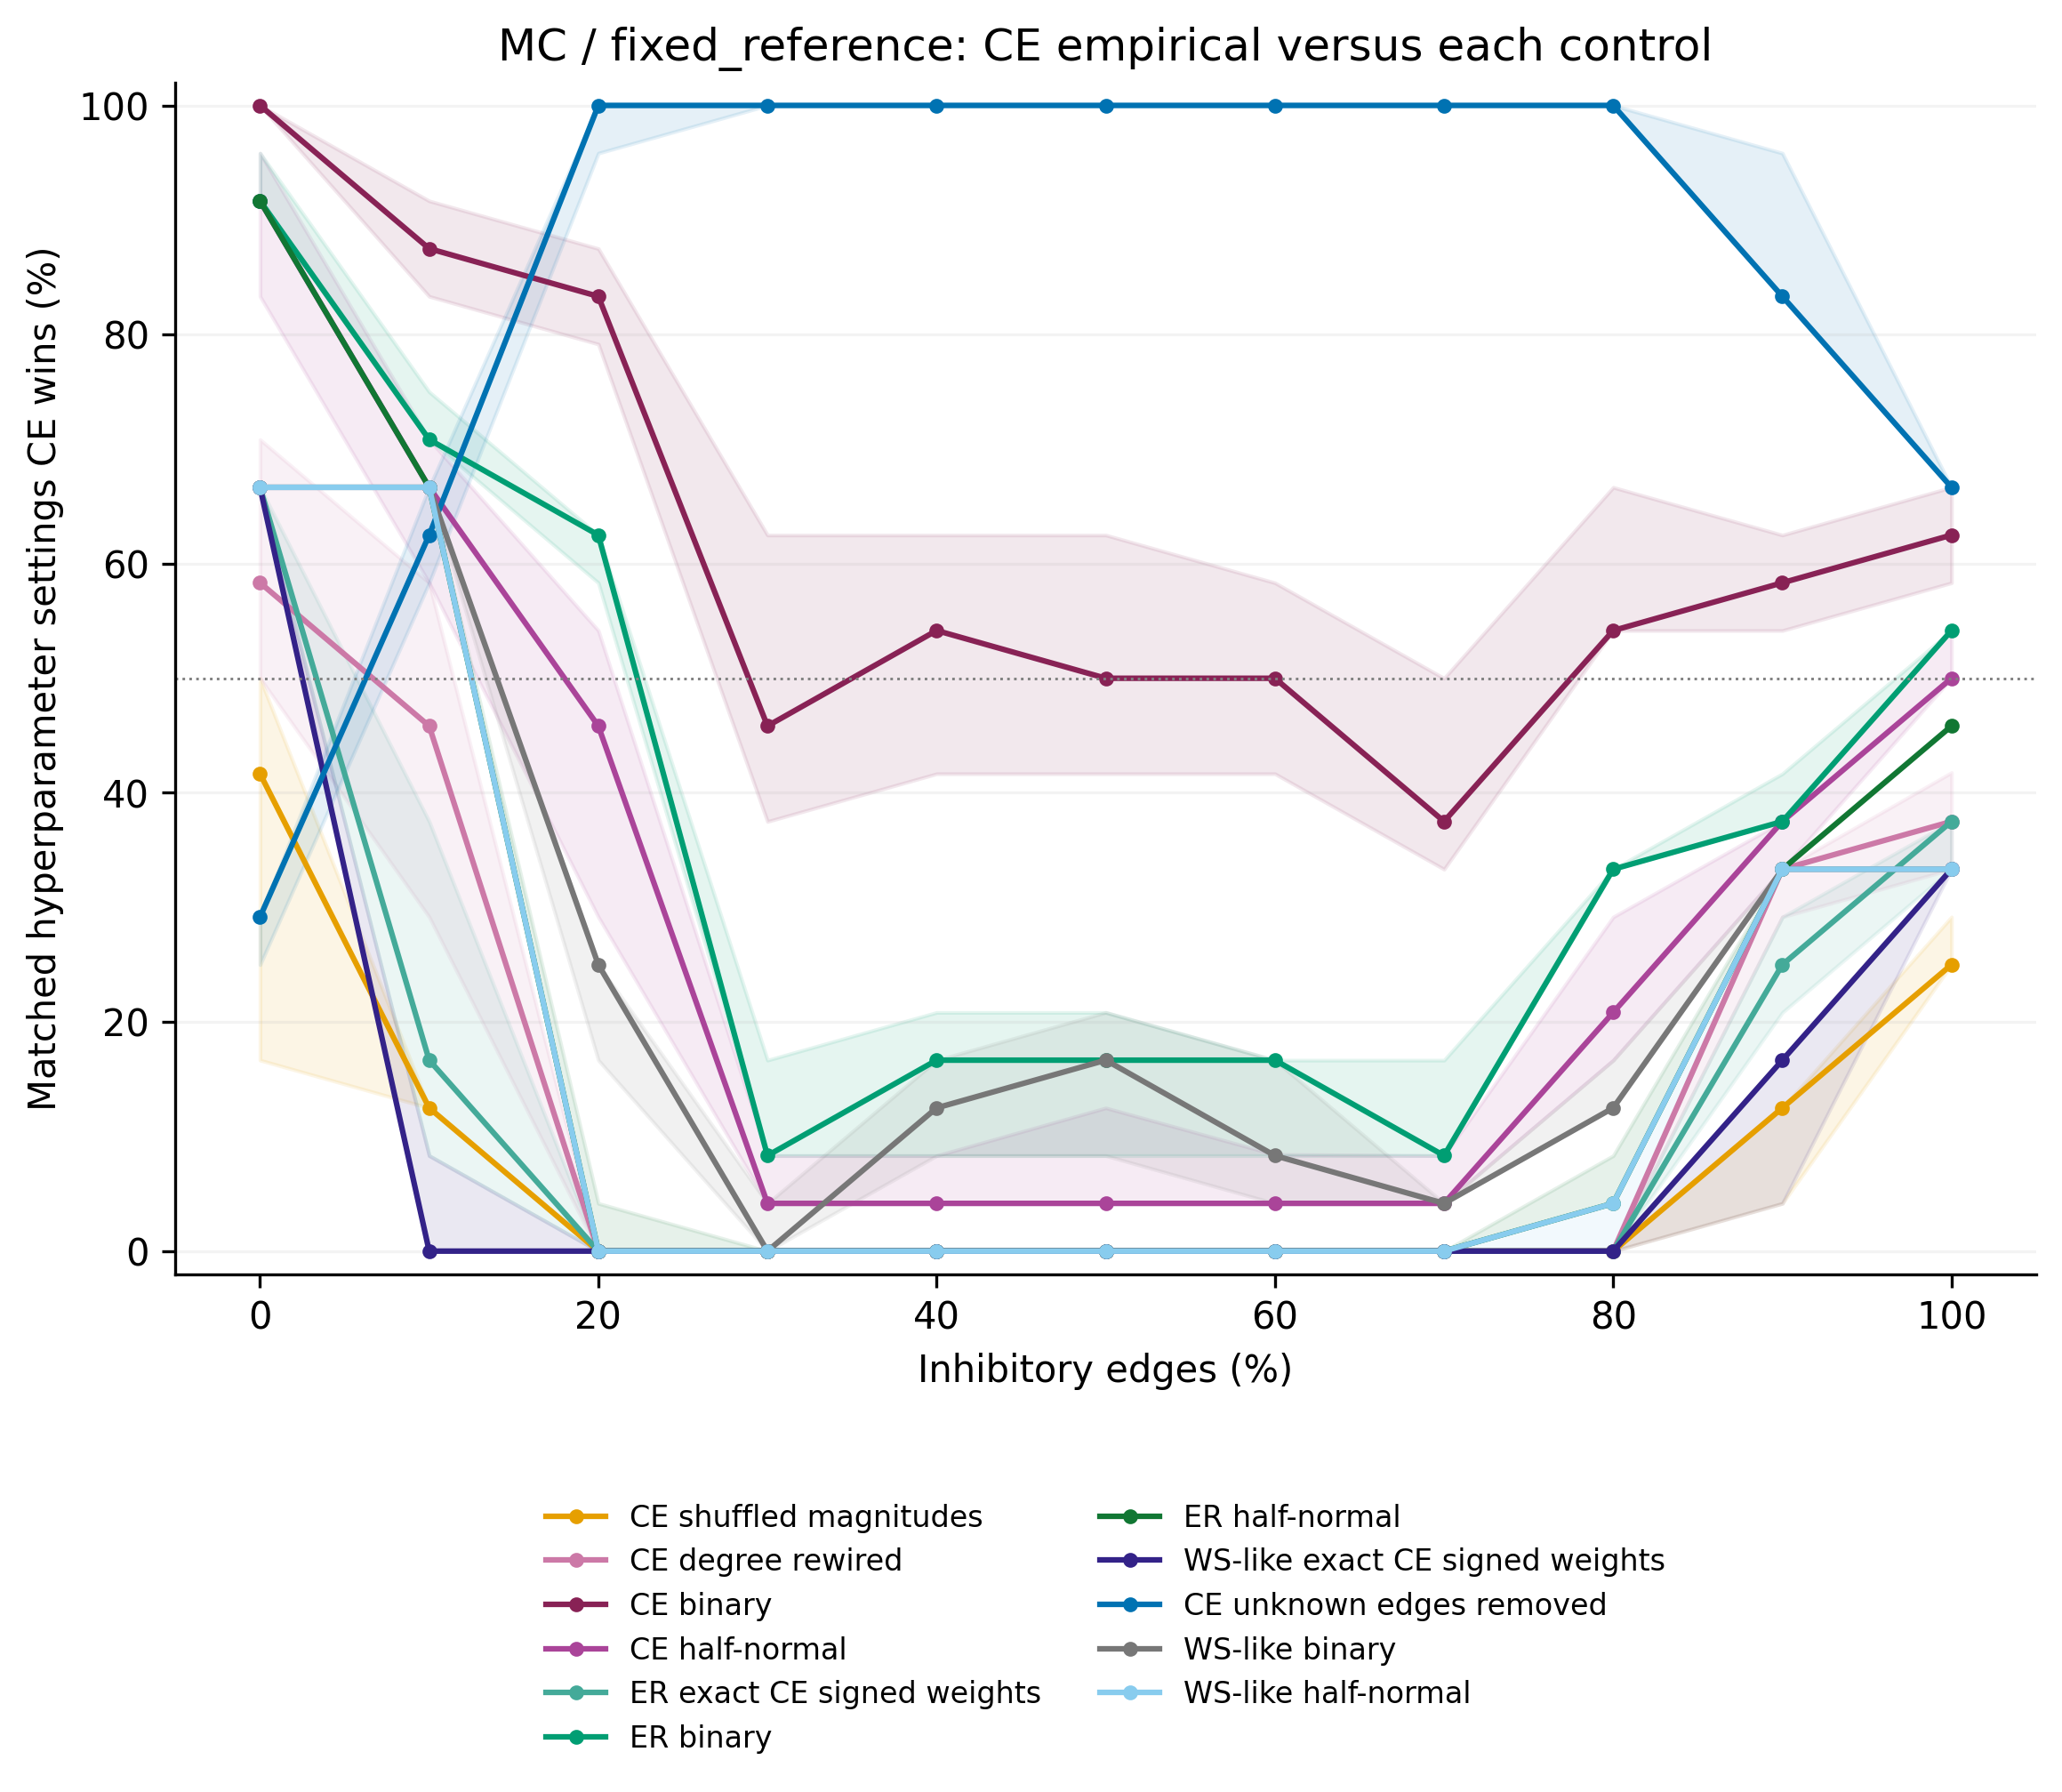 MC / fixed_reference: CE empirical versus each control
Matched hyperparameter settings CE wins (%)
100
80
60
40
20
0
0 20 40 60 80 100
Inhibitory edges (%)
CE shuffled magnitudes
CE degree rewired
CE binary
CE half-normal
ER exact CE signed weights
ER binary
ER half-normal
WS-like exact CE signed weights
CE unknown edges removed
WS-like binary
WS-like half-normal